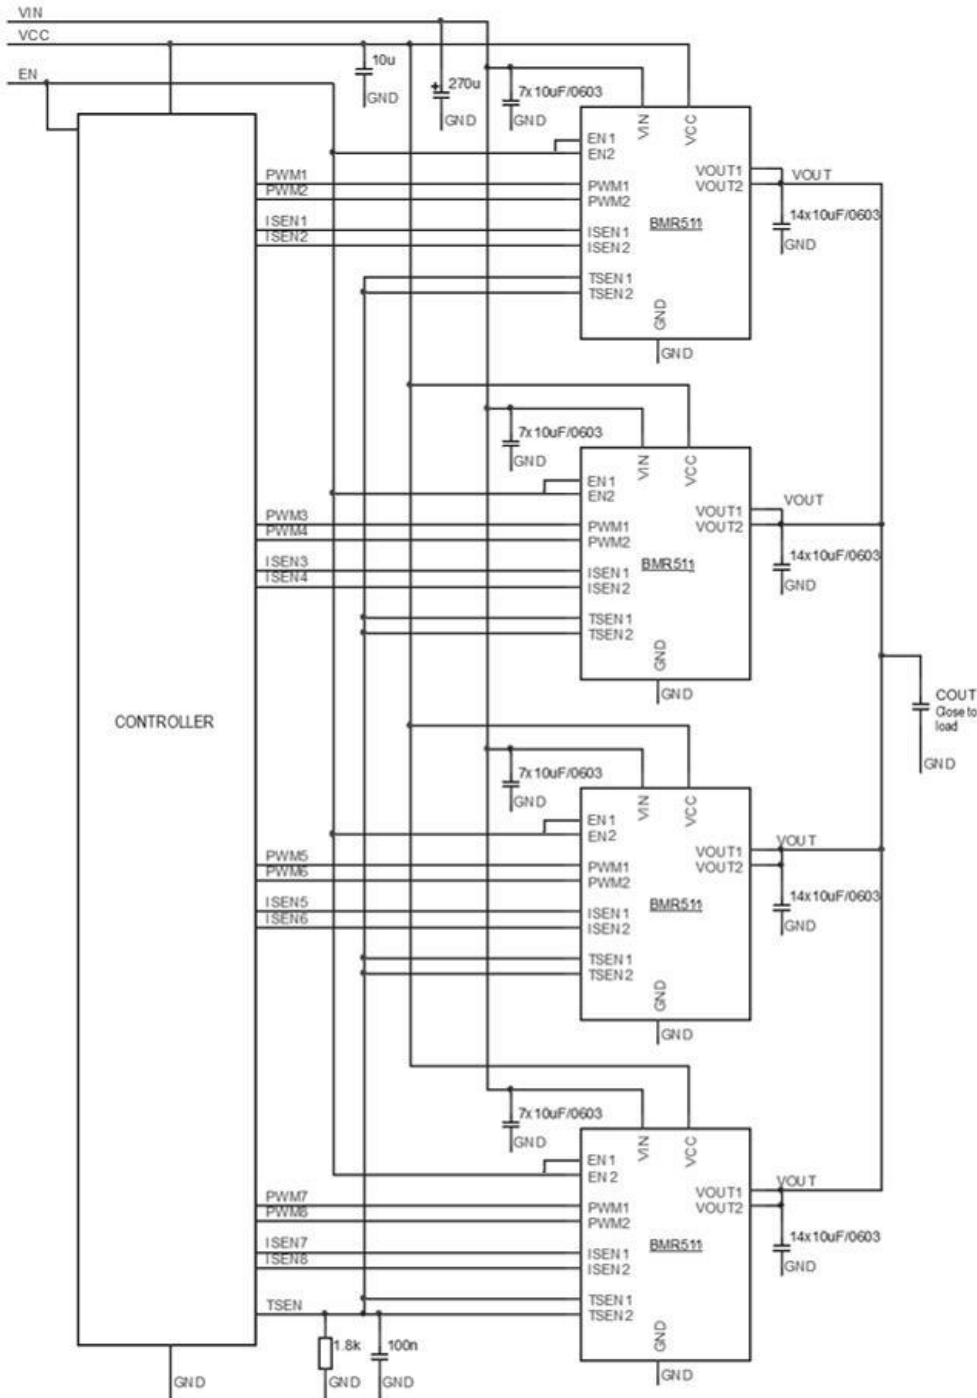 VIN
VCC
EN
10u
GND
270u
GND
7x10uF/0603
GND
VIN
VCC
EN1
EN2
PWM1
PWM2
ISEN1
ISEN2
PWM1
PWM2
ISEN1
ISEN2
TSEN1
TSEN2
BMR511
VOUT1
VOUT2
VOUT
14x10uF/0603
GND
GND
GND
7x10uF/0603
GND
VIN
VCC
EN1
EN2
PWM3
PWM4
ISEN3
ISEN4
PWM1
PWM2
ISEN1
ISEN2
TSEN1
TSEN2
BMR511
VOUT1
VOUT2
VOUT
14x10uF/0603
GND
GND
GND
CONTROLLER
COUT
Close to
load
GND
7x10uF/0603
GND
VIN
VCC
EN1
EN2
PWM5
PWM6
ISEN5
ISEN6
PWM1
PWM2
ISEN1
ISEN2
TSEN1
TSEN2
BMR511
VOUT1
VOUT2
VOUT
14x10uF/0603
GND
GND
GND
7x10uF/0603
GND
VIN
VCC
EN1
EN2
PWM7
PWM8
ISEN7
ISEN8
TSEN
PWM1
PWM2
ISEN1
ISEN2
TSEN1
TSEN2
BMR511
VOUT1
VOUT2
VOUT
14x10uF/0603
GND
GND
GND
1.8k
100n
GND
GND
GND